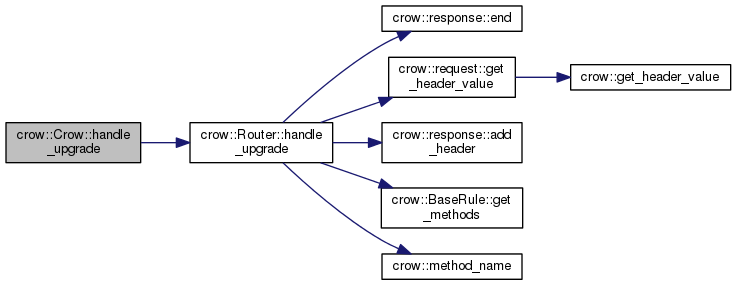 crow::Crow::handle
_upgrade
crow::Router::handle
_upgrade
crow::response::end
crow::request::get
_header_value
crow::get_header_value
crow::response::add
_header
crow::BaseRule::get
_methods
crow::method_name